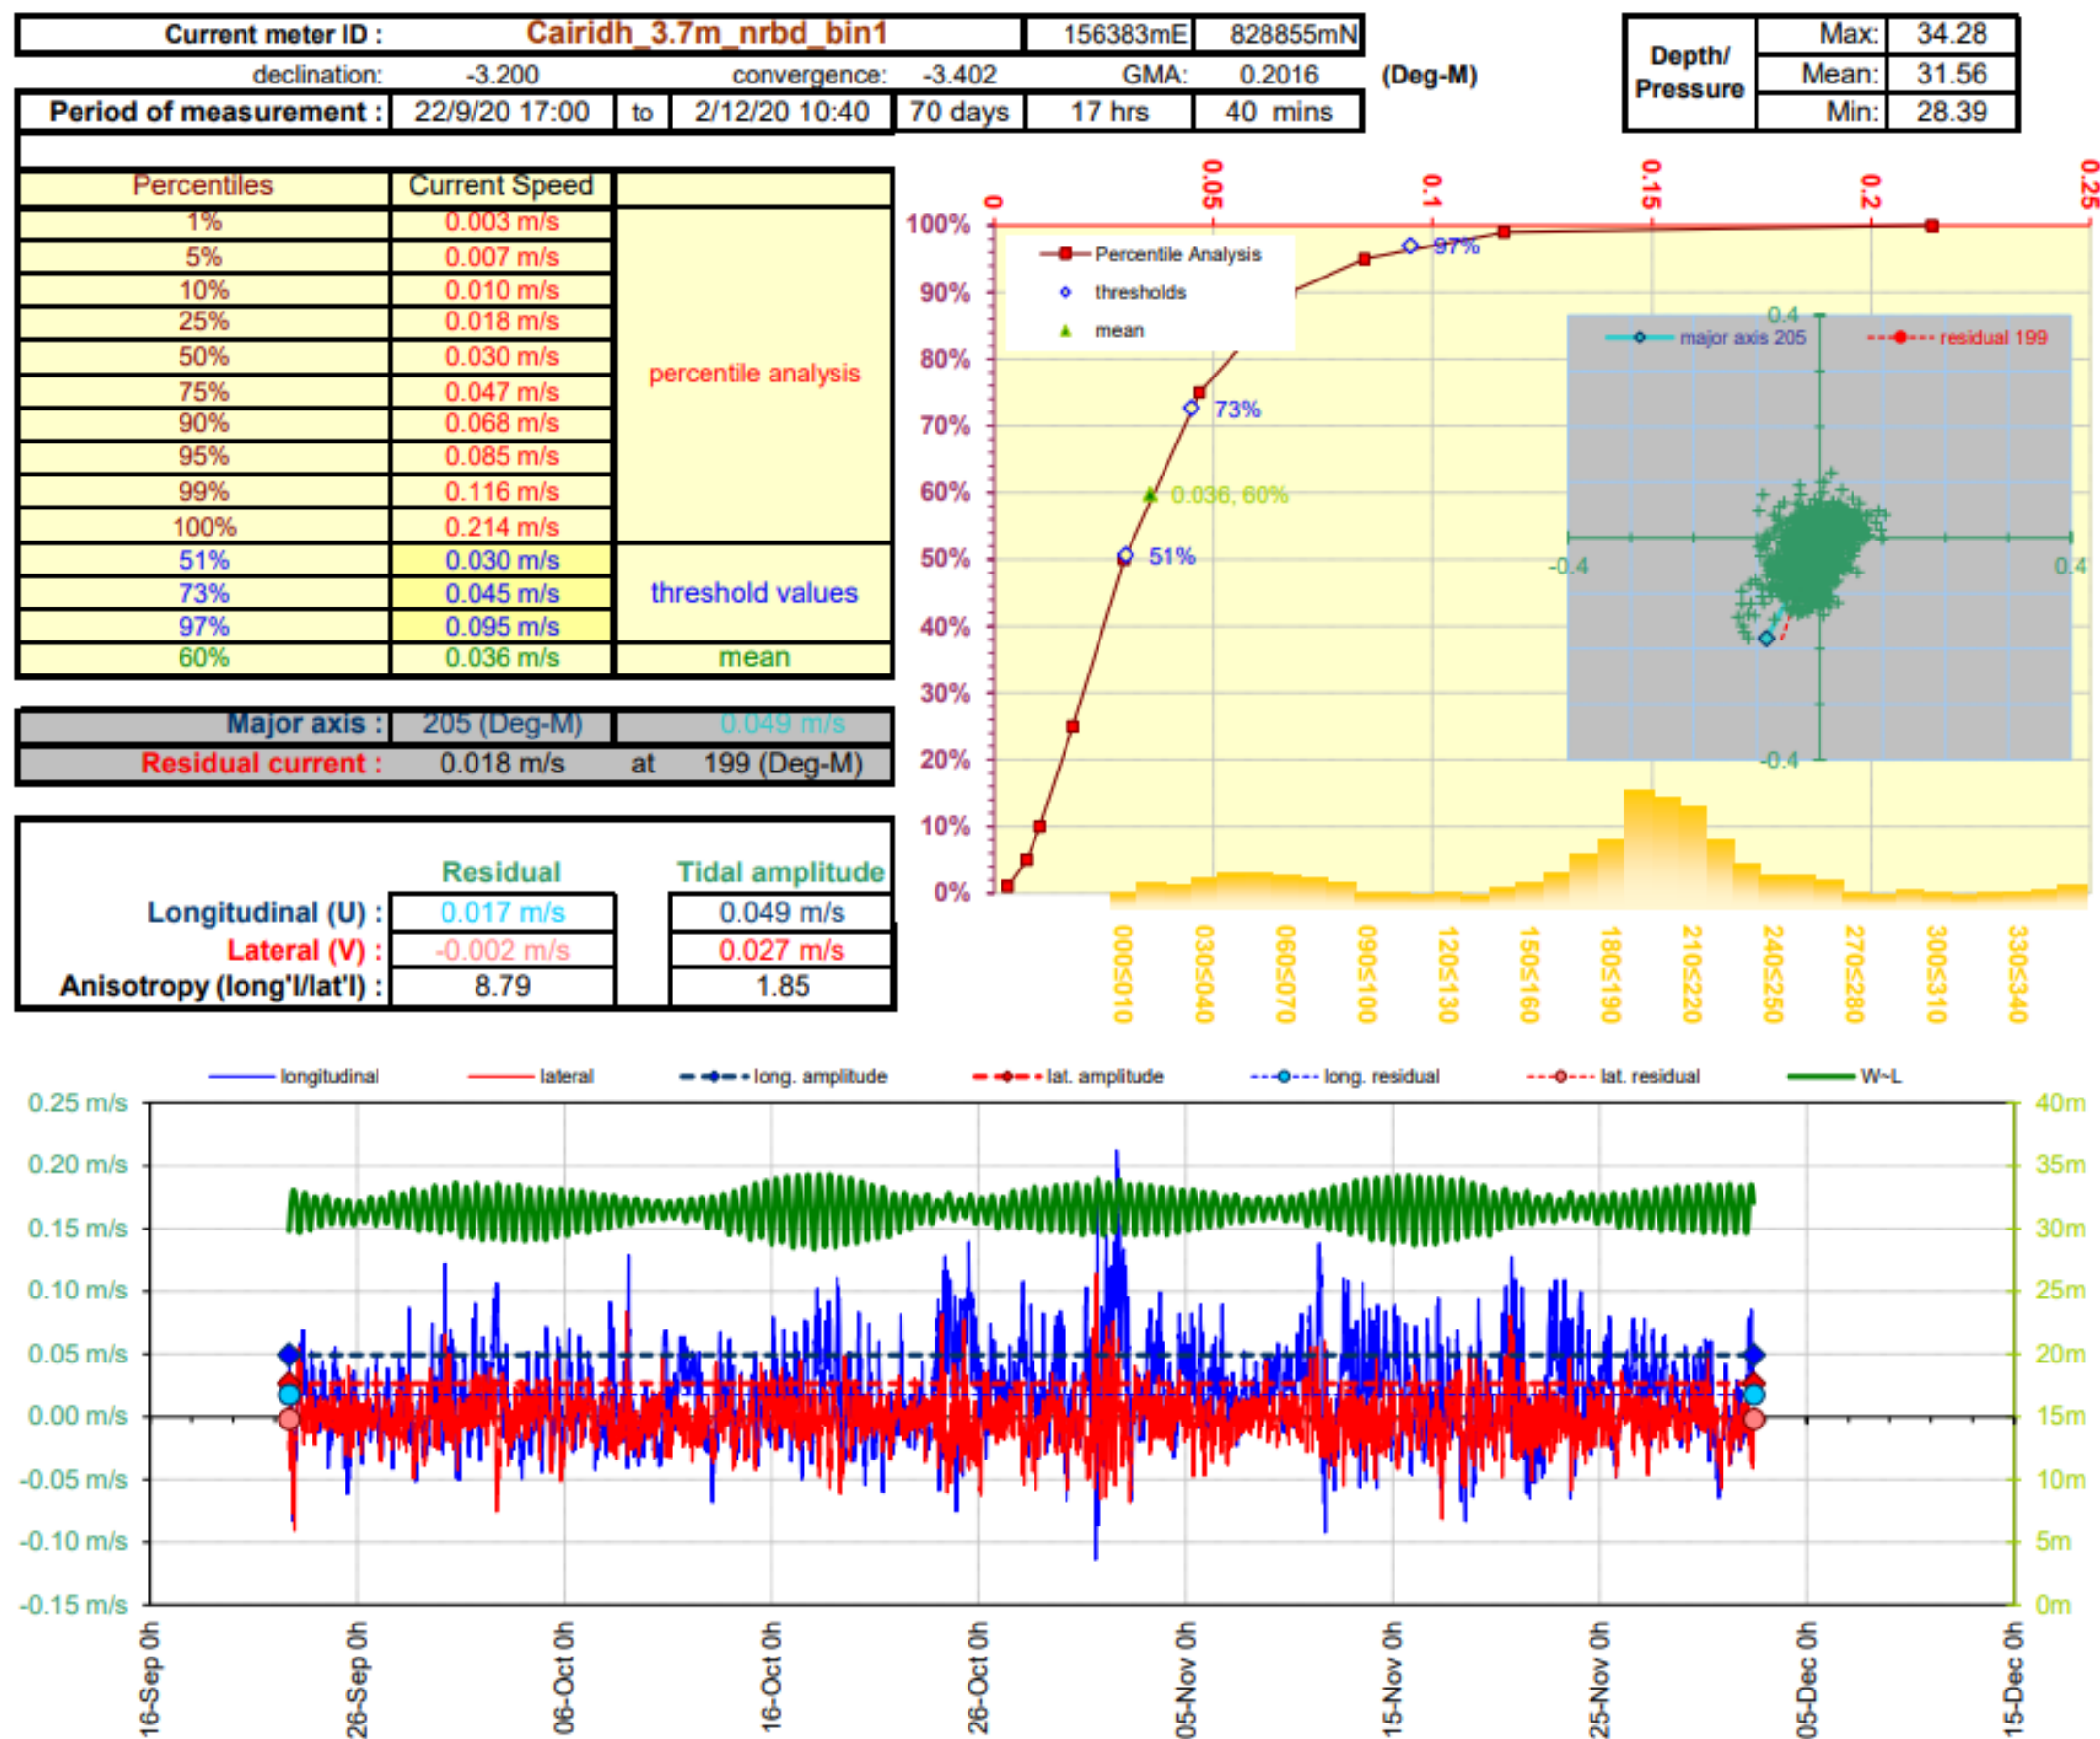 Current meter ID : Cairidh_3.7m_nrbd_bin1 156383mE 828855mN
declination: -3.200 convergence: -3.402 GMA: 0.2016 (Deg-M)
Period of measurement : 22/9/20 17:00 to 2/12/20 10:40 70 days 17 hrs 40 mins
Depth/ Pressure
Max: 34.28
Mean: 31.56
Min: 28.39
Percentiles Current Speed
1% 0.003 m/s
5% 0.007 m/s
10% 0.010 m/s
25% 0.018 m/s
50% 0.030 m/s
75% 0.047 m/s
90% 0.068 m/s
95% 0.085 m/s
99% 0.116 m/s
100% 0.214 m/s
percentile analysis
51% 0.030 m/s
73% 0.045 m/s
97% 0.095 m/s
threshold values
60% 0.036 m/s mean
Major axis : 205 (Deg-M) 0.049 m/s
Residual current : 0.018 m/s at 199 (Deg-M)
Residual Tidal amplitude
Longitudinal (U) : 0.017 m/s 0.049 m/s
Lateral (V) : -0.002 m/s 0.027 m/s
Anisotropy (long'l/lat'l) : 8.79 1.85
0 0.05 0.1 0.15 0.2 0.25
100%
90%
80%
70%
60%
50%
40%
30%
20%
10%
0%
Percentile Analysis
thresholds
mean
97%
73%
0.036, 60%
51%
0.4
major axis 205 residual 199
-0.4 0.4
-0.4
000≤010 030≤040 060≤070 090≤100 120≤130 150≤160 180≤190 210≤220 240≤250 270≤280 300≤310 330≤340
longitudinal lateral long. amplitude lat. amplitude long. residual lat. residual W~L
0.25 m/s
0.20 m/s
0.15 m/s
0.10 m/s
0.05 m/s
0.00 m/s
-0.05 m/s
-0.10 m/s
-0.15 m/s
40m
35m
30m
25m
20m
15m
10m
5m
0m
16-Sep 0h 26-Sep 0h 06-Oct 0h 16-Oct 0h 26-Oct 0h 05-Nov 0h 15-Nov 0h 25-Nov 0h 05-Dec 0h 15-Dec 0h